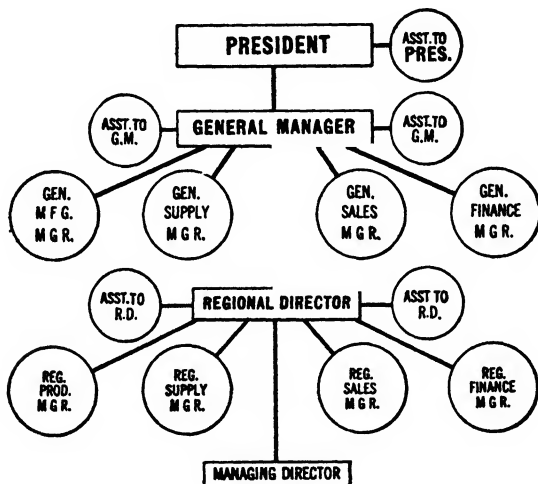 PRESIDENT
ASST. TO
PRES.
ASST. TO
G.M.
GENERAL MANAGER
ASST. TO
G.M.
GEN.
MFG.
MGR.
GEN.
SUPPLY
MGR.
GEN.
SALES
MGR.
GEN.
FINANCE
MGR.
ASST. TO
R.D.
REGIONAL DIRECTOR
ASST TO
R.D.
REG.
PROD.
MGR.
REG.
SUPPLY
MGR.
REG.
SALES
MGR.
REG.
FINANCE
MGR.
MANAGING DIRECTOR